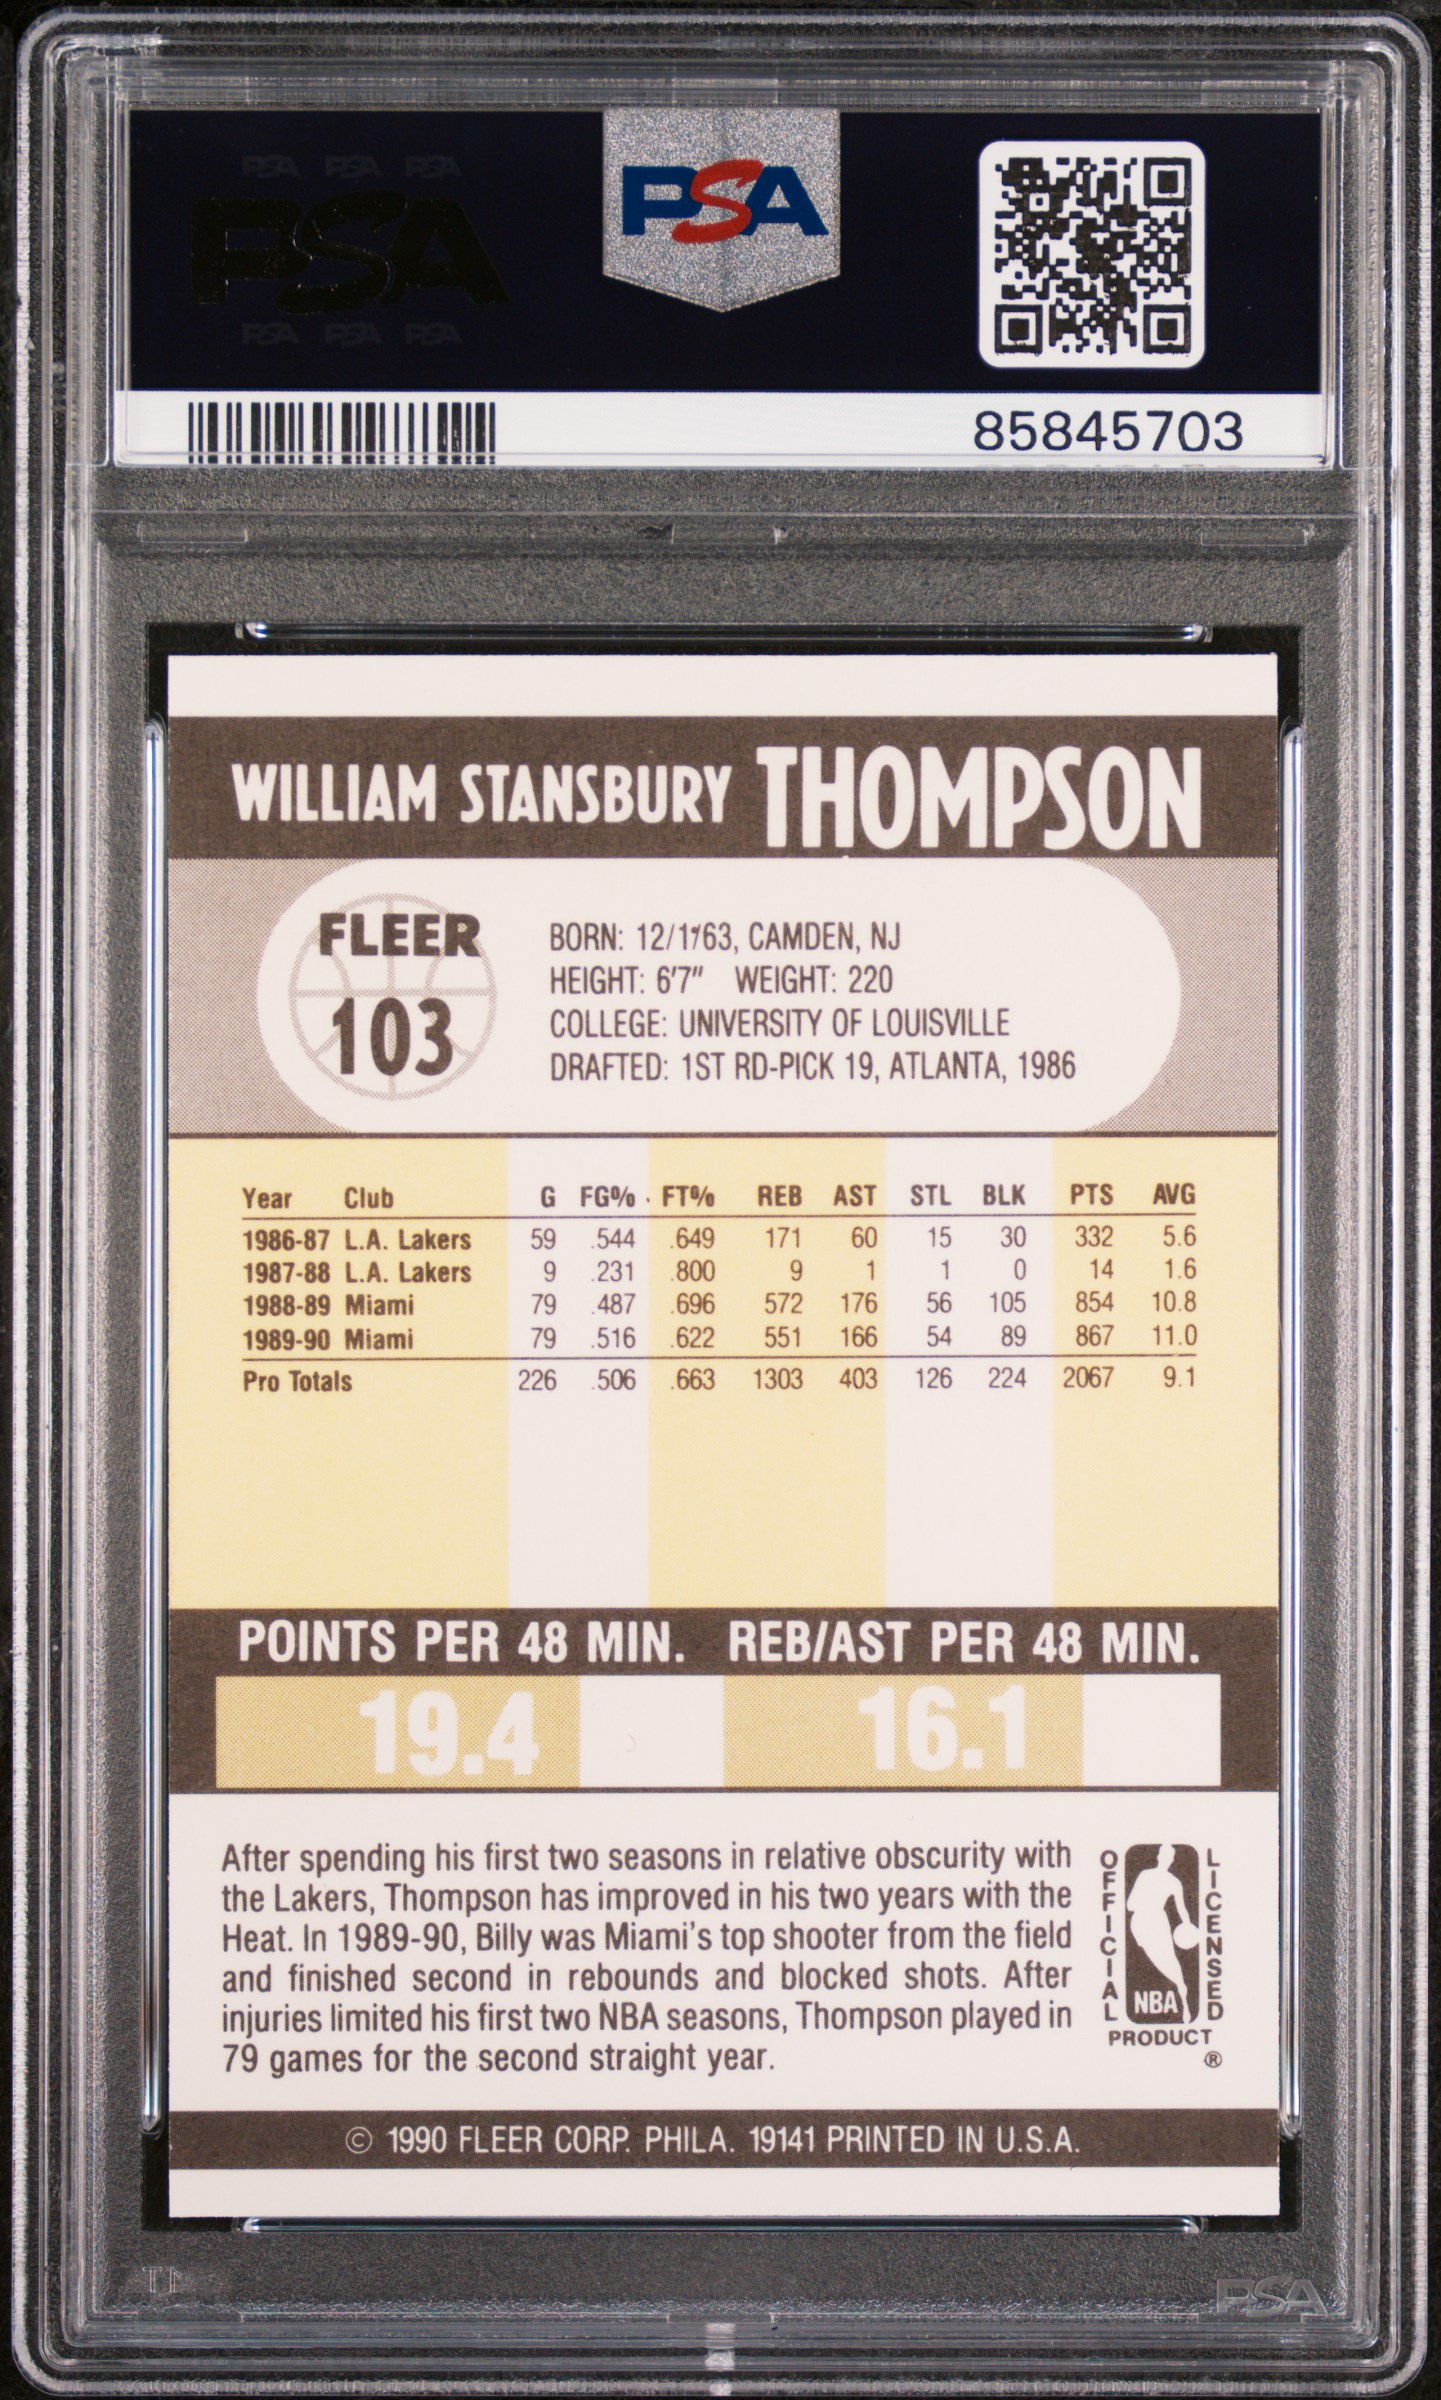 PSA PSA PSA
PSA
PSA PSA PSA
PSA
85845703
WILLIAM STANSBURY THOMPSON
FLEER
103
BORN: 12/1/63, CAMDEN, NJ
HEIGHT: 6'7" WEIGHT: 220
COLLEGE: UNIVERSITY OF LOUISVILLE
DRAFTED: 1ST RD-PICK 19, ATLANTA, 1986
Year Club G FG% FT% REB AST STL BLK PTS AVG
1986-87 L.A. Lakers 59 .544 .649 171 60 15 30 332 5.6
1987-88 L.A. Lakers 9 .231 .800 9 1 1 0 14 1.6
1988-89 Miami 79 .487 .696 572 176 56 105 854 10.8
1989-90 Miami 79 .516 .622 551 166 54 89 867 11.0
Pro Totals 226 .506 .663 1303 403 126 224 2067 9.1
POINTS PER 48 MIN. REB/AST PER 48 MIN.
19.4 16.1
After spending his first two seasons in relative obscurity with
the Lakers, Thompson has improved in his two years with the
Heat. In 1989-90, Billy was Miami's top shooter from the field
and finished second in rebounds and blocked shots. After
injuries limited his first two NBA seasons, Thompson played in
79 games for the second straight year.
OFFICIAL
NBA
LICENSED
PRODUCT
®
© 1990 FLEER CORP. PHILA. 19141 PRINTED IN U.S.A.
PSA